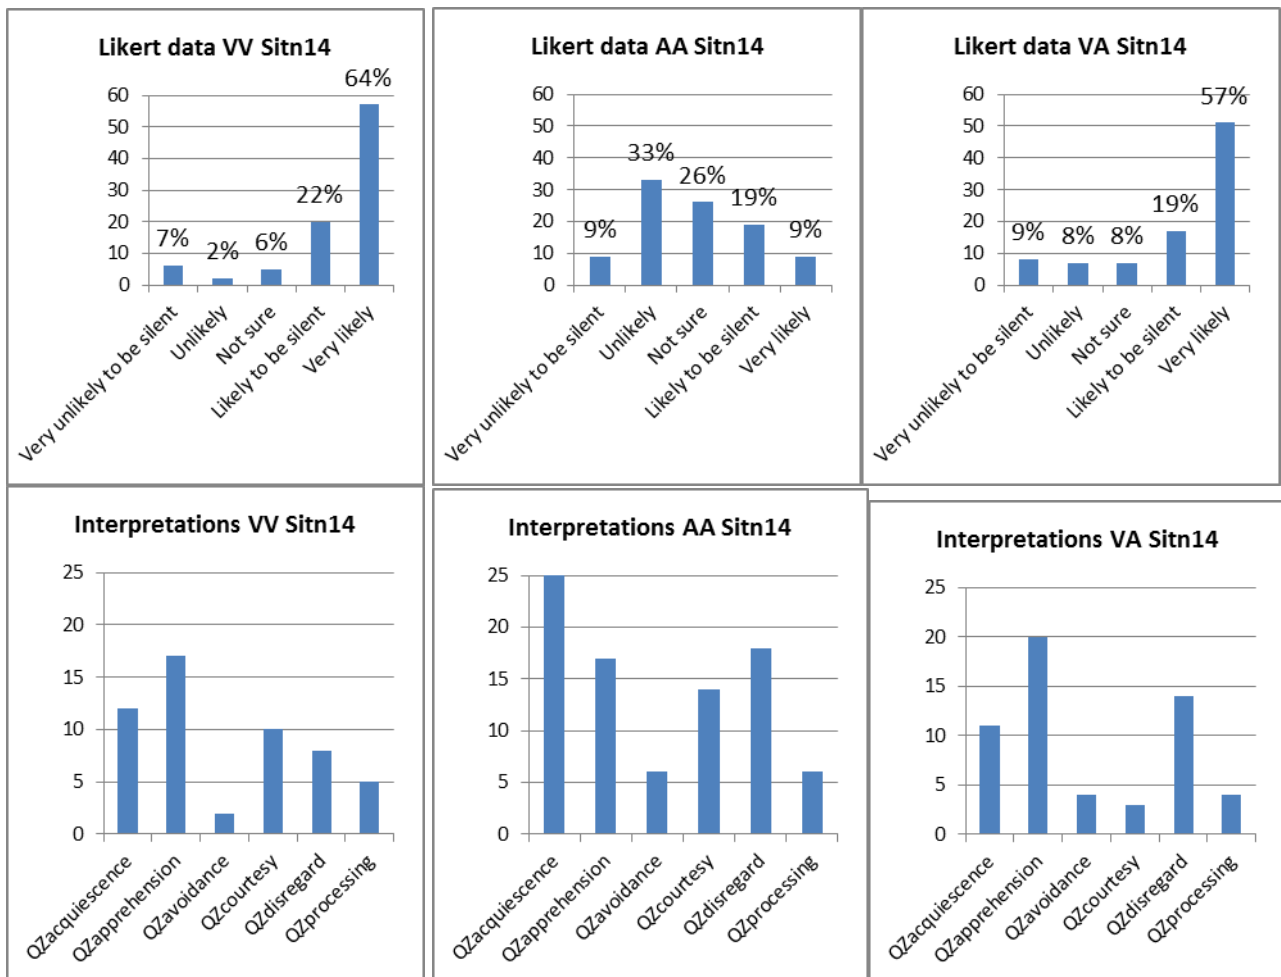 Likert data VV Sitn14
64%
22%
7%
2%
6%
60
50
40
30
20
10
0
Very unlikely to be silent
Unlikely
Not sure
Likely to be silent
Very likely
Likert data AA Sitn14
33%
26%
19%
9%
9%
60
50
40
30
20
10
0
Very unlikely to be silent
Unlikely
Not sure
Likely to be silent
Very likely
Likert data VA Sitn14
57%
19%
9%
8%
8%
60
50
40
30
20
10
0
Very unlikely to be silent
Unlikely
Not sure
Likely to be silent
Very likely
Interpretations VV Sitn14
25
20
15
10
5
0
QZacquiescence
QZapprehension
QZavoidance
QZcourtesy
QZdisregard
QZprocessing
Interpretations AA Sitn14
25
20
15
10
5
0
QZacquiescence
QZapprehension
QZavoidance
QZcourtesy
QZdisregard
QZprocessing
Interpretations VA Sitn14
25
20
15
10
5
0
QZacquiescence
QZapprehension
QZavoidance
QZcourtesy
QZdisregard
QZprocessing